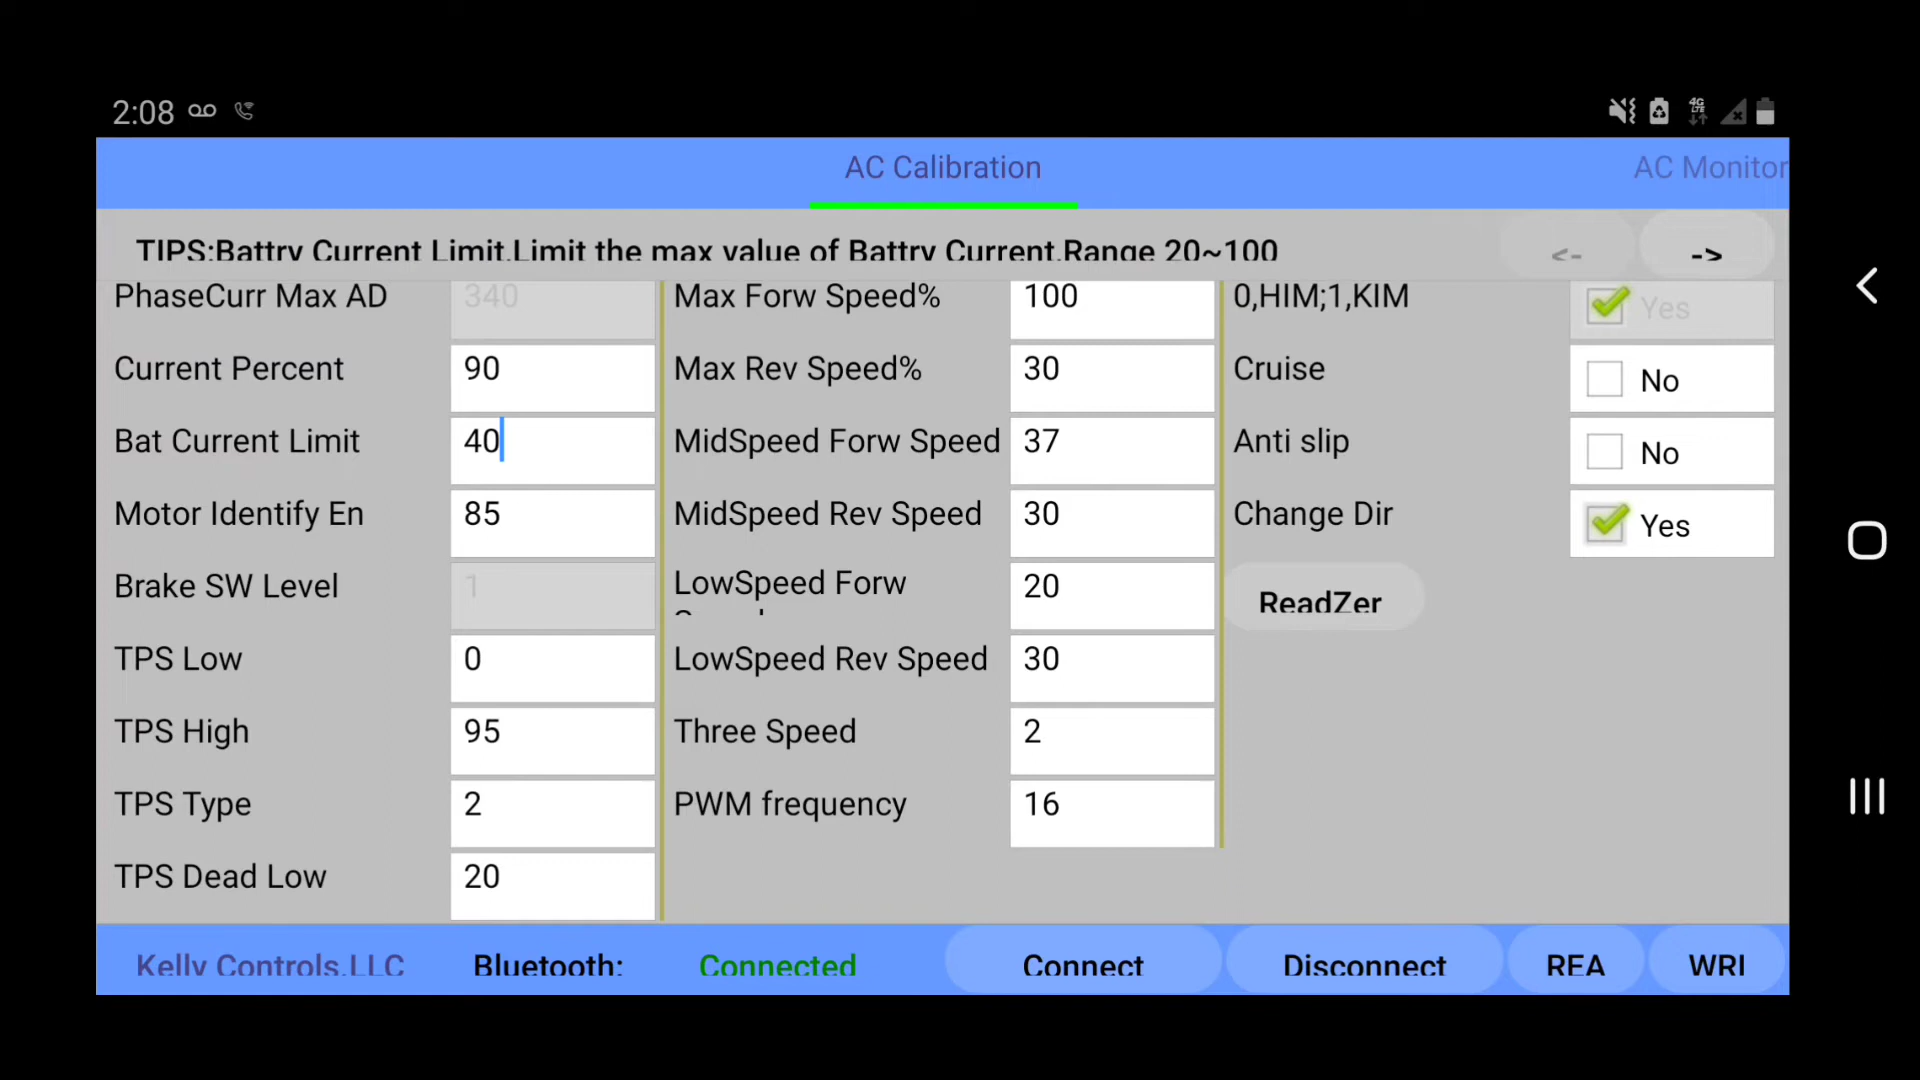 2:08
4G LTE
AC Calibration
AC Monitor
TIPS:Battry Current Limit.Limit the max value of Battry Current.Range 20~100
<-
->
PhaseCurr Max AD 340
Max Forw Speed% 100
0,HIM;1,KIM Yes
Current Percent 90
Max Rev Speed% 30
Cruise No
Bat Current Limit 40
MidSpeed Forw Speed 37
Anti slip No
Motor Identify En 85
MidSpeed Rev Speed 30
Change Dir Yes
Brake SW Level 1
LowSpeed Forw 20
ReadZer
TPS Low 0
LowSpeed Rev Speed 30
TPS High 95
Three Speed 2
TPS Type 2
PWM frequency 16
TPS Dead Low 20
Kelly Controls.LLC
Bluetooth:
Connected
Connect
Disconnect
REA
WRI